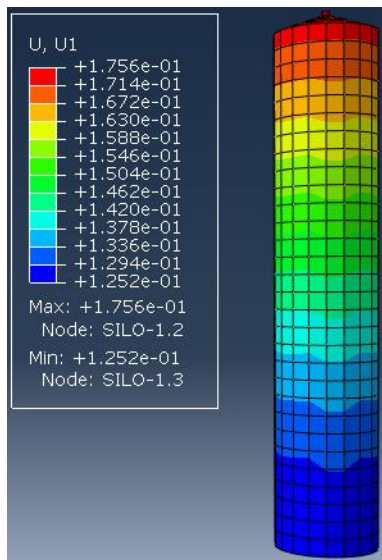 U, U1
+1.756e-01
+1.714e-01
+1.672e-01
+1.630e-01
+1.588e-01
+1.546e-01
+1.504e-01
+1.462e-01
+1.420e-01
+1.378e-01
+1.336e-01
+1.294e-01
+1.252e-01
Max: +1.756e-01
Node: SILO-1.2
Min: +1.252e-01
Node: SILO-1.3